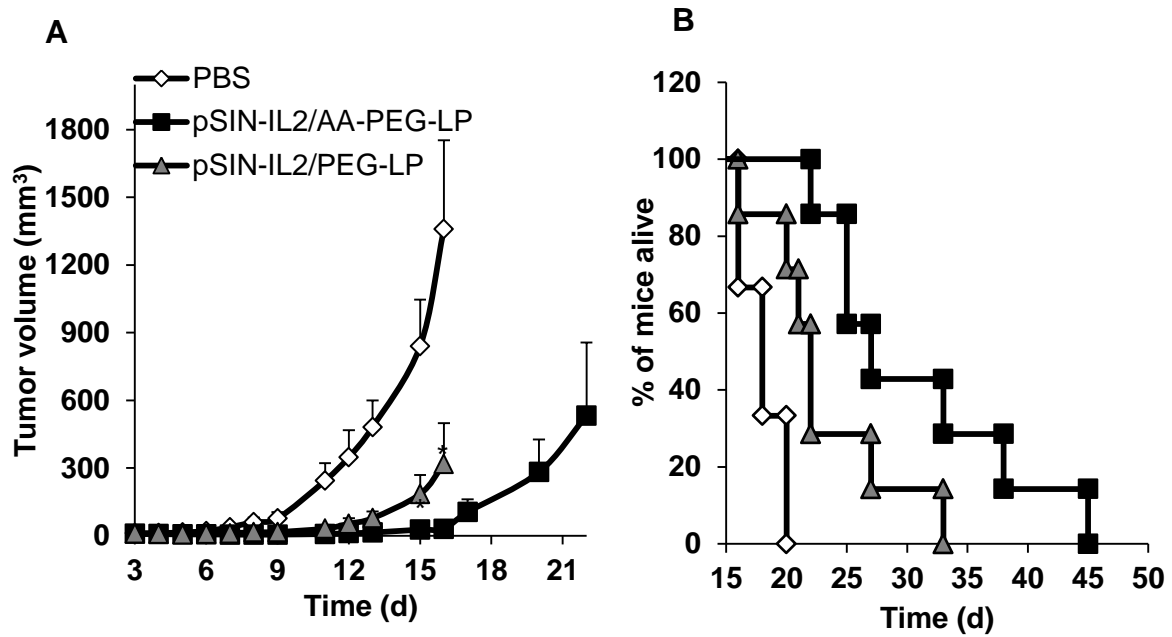 A
PBS
pSIN-IL2/AA-PEG-LP
pSIN-IL2/PEG-LP
Tumor volume (mm³)
1800
1500
1200
900
600
300
0
3 6 9 12 15 18 21
Time (d)
*
*
B
% of mice alive
120
100
80
60
40
20
0
15 20 25 30 35 40 45 50
Time (d)